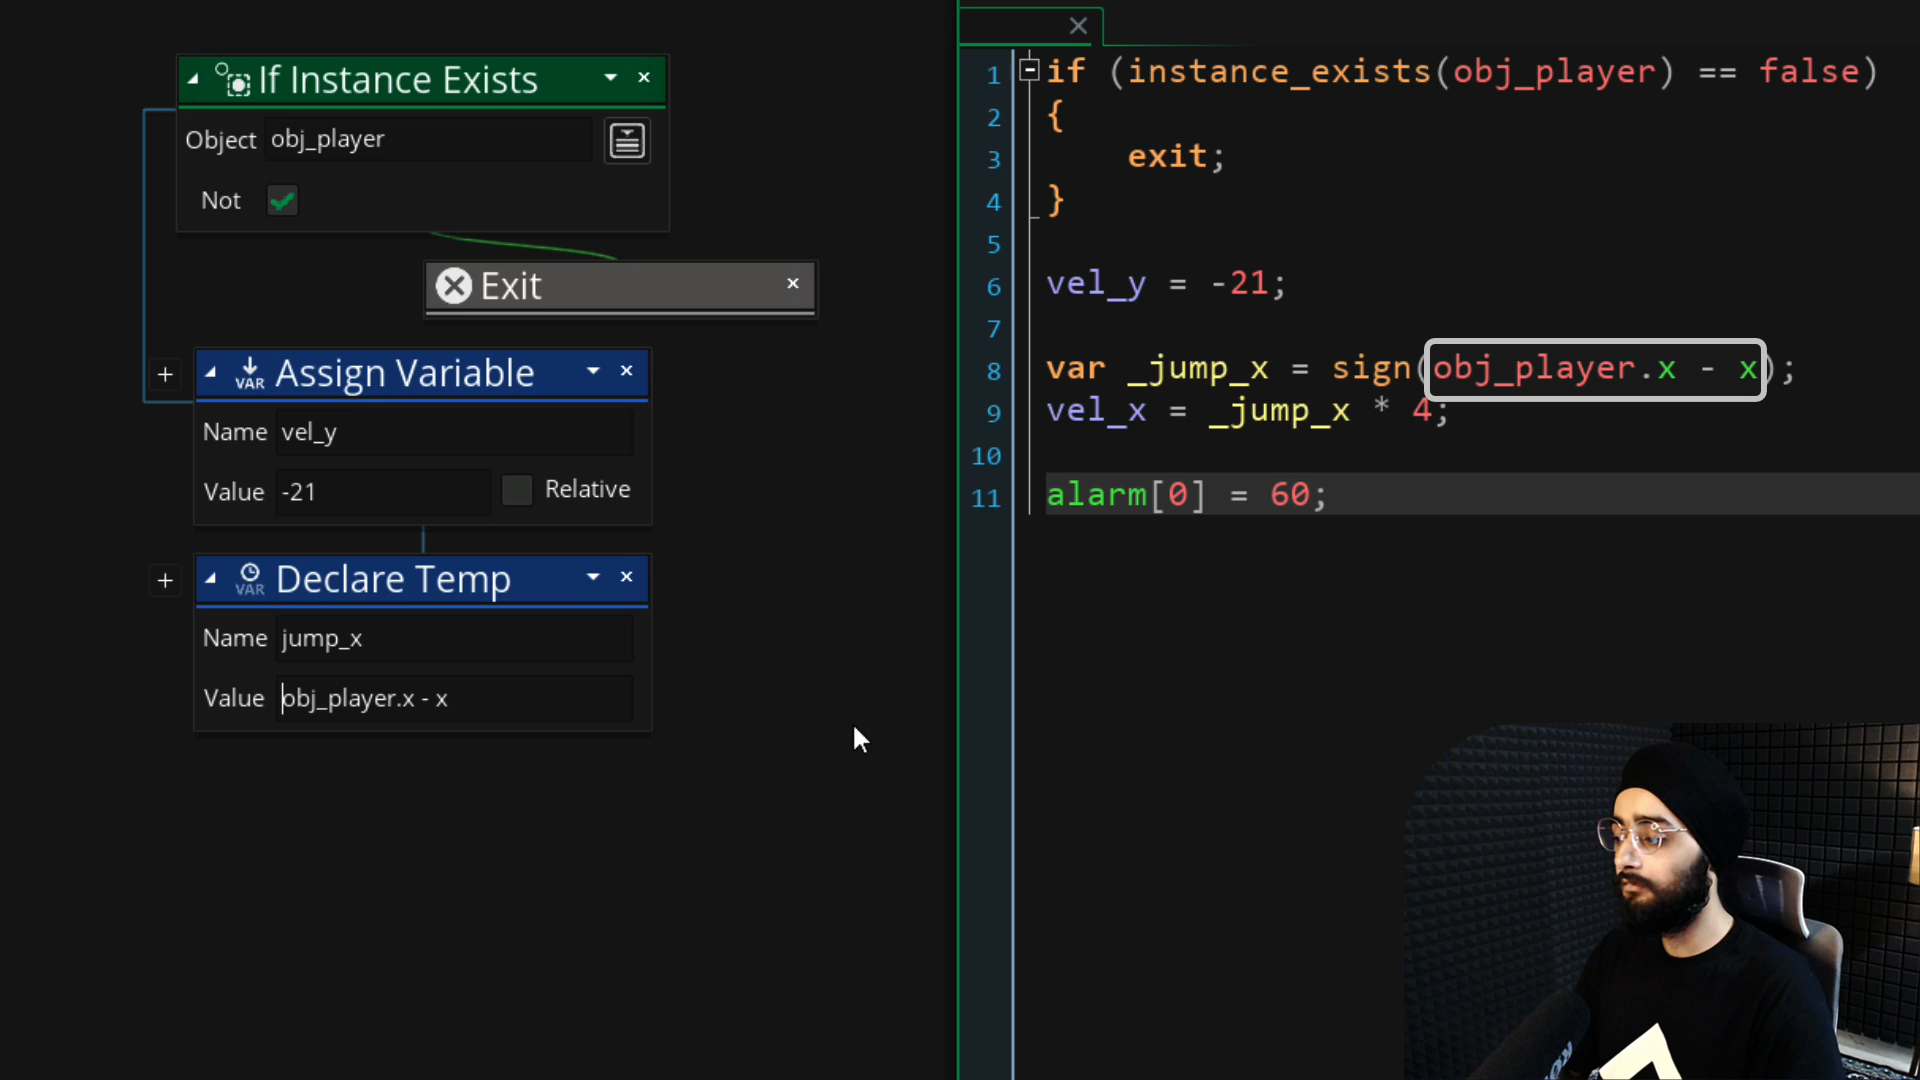 If Instance Exists
Object obj_player
Not
Exit
VAR Assign Variable
Name vel_y
Value -21 Relative
VAR Declare Temp
Name jump_x
Value obj_player.x - x
1 if (instance_exists(obj_player) == false)
2 {
3 exit;
4 }
5
6 vel_y = -21;
7
8 var _jump_x = sign(obj_player.x - x);
9 vel_x = _jump_x * 4;
10
11 alarm[0] = 60;